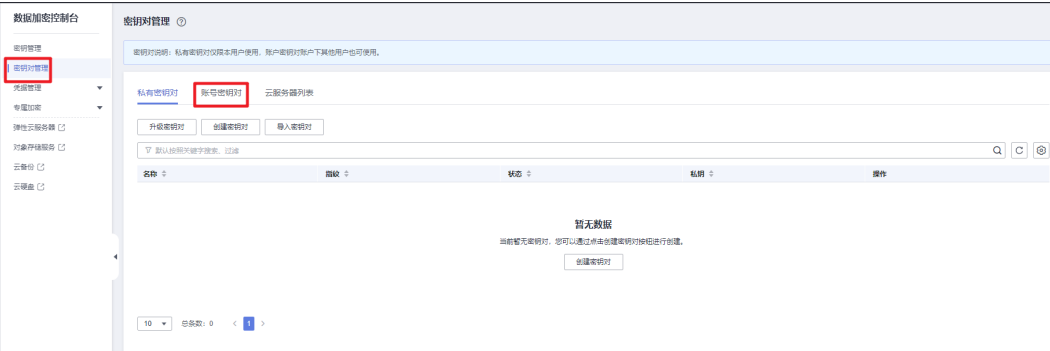 数据加密控制台
密钥管理
密钥对管理
凭据管理
专属加密
弹性云服务器
对象存储服务
云备份
云硬盘
密钥对管理
密钥对说明：私有密钥对仅限本用户使用，账户密钥对账户下其他用户也可使用。
私有密钥对 账号密钥对 云服务器列表
升级密钥对 创建密钥对 导入密钥对
默认按照关键字搜索、过滤
名称 指纹 状态 私钥 操作
暂无数据
当前暂无密钥对，您可以通过点击创建密钥对按钮进行创建。
创建密钥对
10 总条数：0 < 1 >